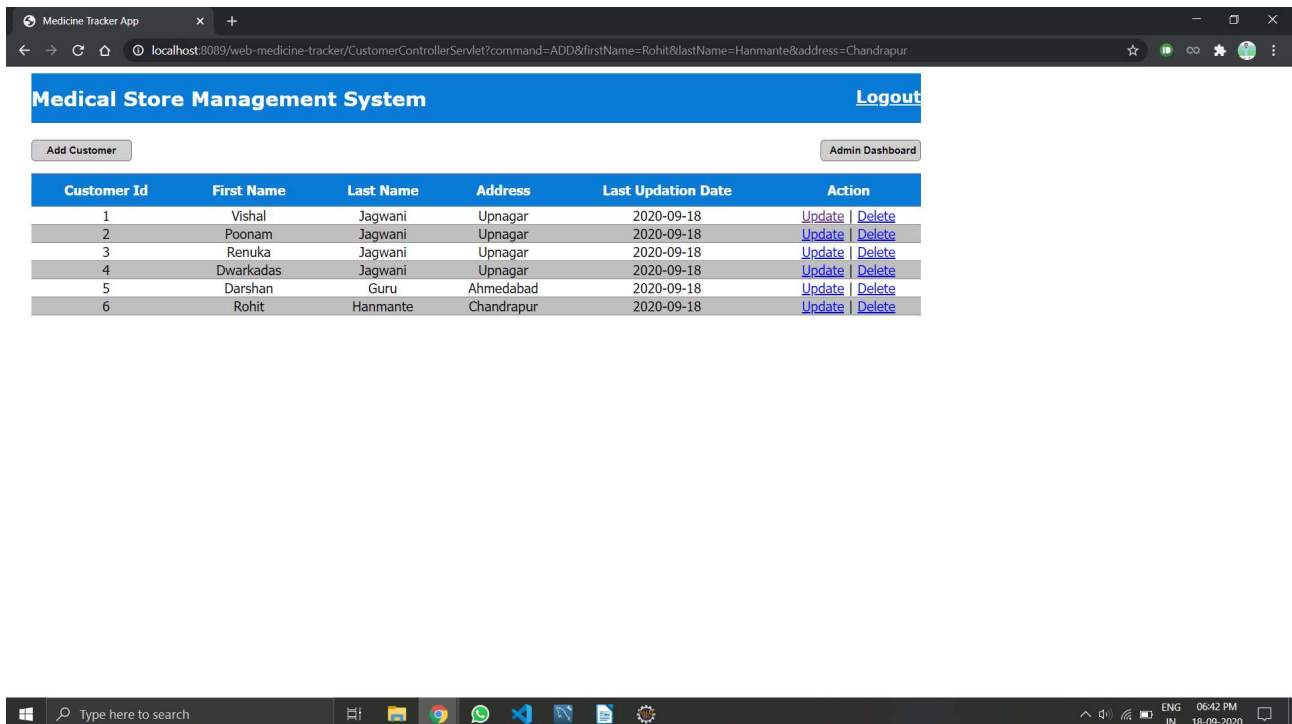 Medicine Tracker App
localhost:8089/web-medicine-tracker/CustomerControllerServlet?command=ADD&firstName=Rohit&lastName=Hanmante&address=Chandrapur
Medical Store Management System Logout
Add Customer Admin Dashboard
Customer Id First Name Last Name Address Last Updation Date Action
1 Vishal Jagwani Upnagar 2020-09-18 Update | Delete
2 Poonam Jagwani Upnagar 2020-09-18 Update | Delete
3 Renuka Jagwani Upnagar 2020-09-18 Update | Delete
4 Dwarkadas Jagwani Upnagar 2020-09-18 Update | Delete
5 Darshan Guru Ahmedabad 2020-09-18 Update | Delete
6 Rohit Hanmante Chandrapur 2020-09-18 Update | Delete
Type here to search ENG 06:42 PM
IN 18-09-2020